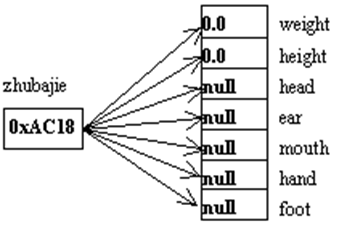 0.0 weight
0.0 height
zhubajie
null head
0xAC18
null ear
null mouth
null hand
null foot